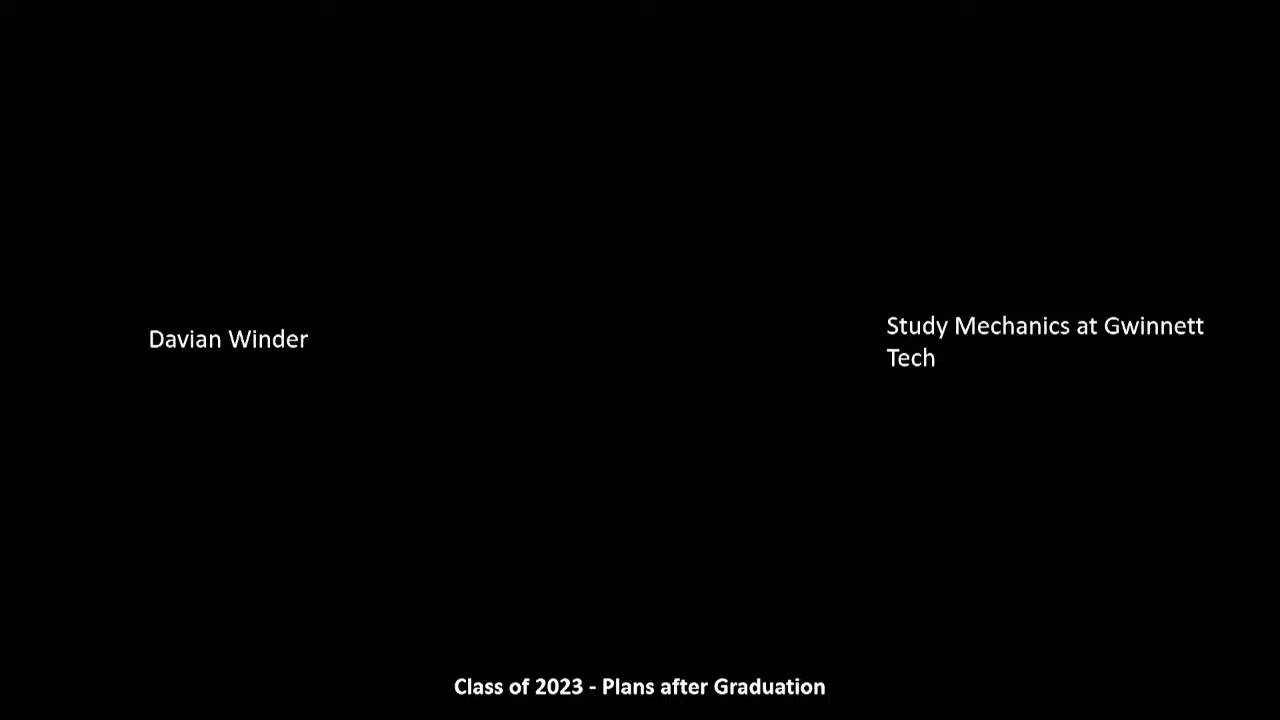 Davian Winder
Study Mechanics at Gwinnett
Tech
Class of 2023 - Plans after Graduation